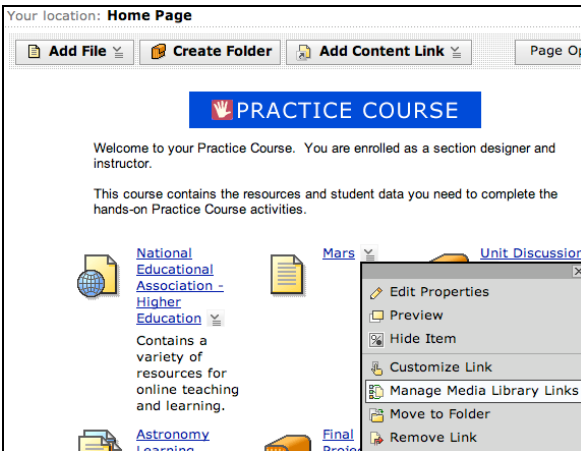 Your location: Home Page
Add File Create Folder Add Content Link Page Op
PRACTICE COURSE
Welcome to your Practice Course. You are enrolled as a section designer and
instructor.
This course contains the resources and student data you need to complete the
hands-on Practice Course activities.
National
Educational
Association -
Higher
Education
Contains a
variety of
resources for
online teaching
and learning.
Mars
Unit Discussion
Edit Properties
Preview
Hide Item
Customize Link
Manage Media Library Links
Move to Folder
Remove Link
Astronomy
Learning
Final
Project